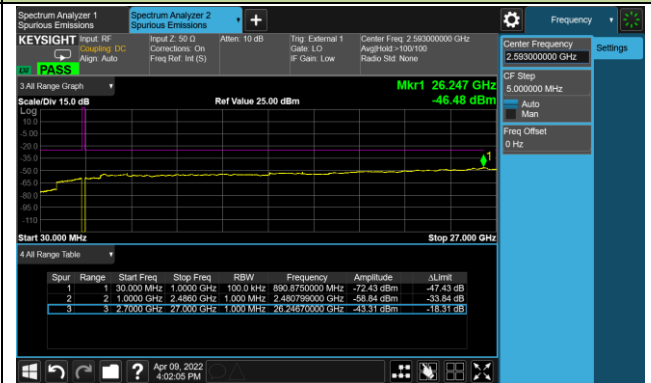 Spectrum Analyzer 1
Spurious Emissions
Spectrum Analyzer 2
Spurious Emissions
Frequency
KEYSIGHT
Input: RF
Coupling: DC
Align: Auto
Input Z: 50 Ω
Corrections: On
Freq Ref: Int (S)
Atten: 10 dB
Trig: External 1
Gate: LO
IF Gain: Low
Center Freq: 2.593000000 GHz
Avg|Hold:>100/100
Radio Std: None
PASS
Center Frequency
2.593000000 GHz
Settings
CF Step
5.000000 MHz
Auto
Man
Freq Offset
0 Hz
3 All Range Graph
Mkr1 26.247 GHz
-46.48 dBm
Scale/Div 15.0 dB
Ref Value 25.00 dBm
Log
10.0
-5.00
-20.0
-35.0
-50.0
-65.0
-80.0
-95.0
-110
1
Start 30.000 MHz
Stop 27.000 GHz
4 All Range Table
Spur Range Start Freq Stop Freq RBW Frequency Amplitude ΔLimit
1 1 30.000 MHz 1.0000 GHz 100.0 kHz 890.8750000 MHz -72.43 dBm -47.43 dB
2 2 1.0000 GHz 2.4860 GHz 1.000 MHz 2.480799000 GHz -58.84 dBm -33.84 dB
3 3 2.7000 GHz 27.000 GHz 1.000 MHz 26.24670000 GHz -43.31 dBm -18.31 dB
?
Apr 09, 2022
4:02:05 PM